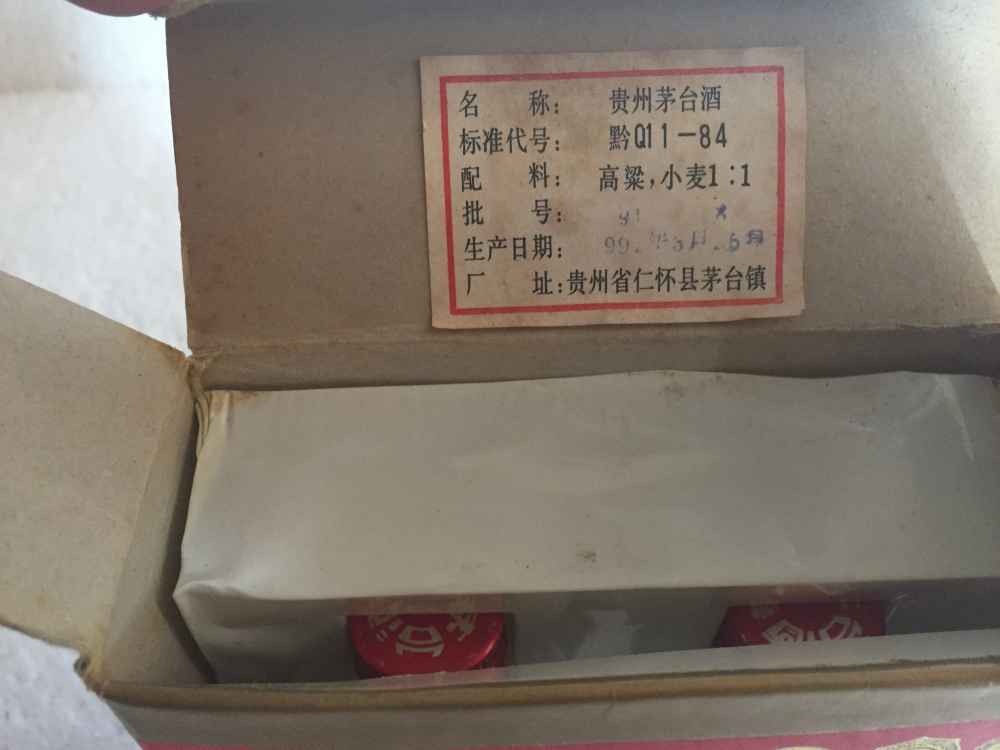 名 称: 贵州茅台酒
标准代号: 黔Q11-84
配 料: 高粱,小麦1:1
批 号:
生产日期: 99.
厂 址:贵州省仁怀县茅台镇